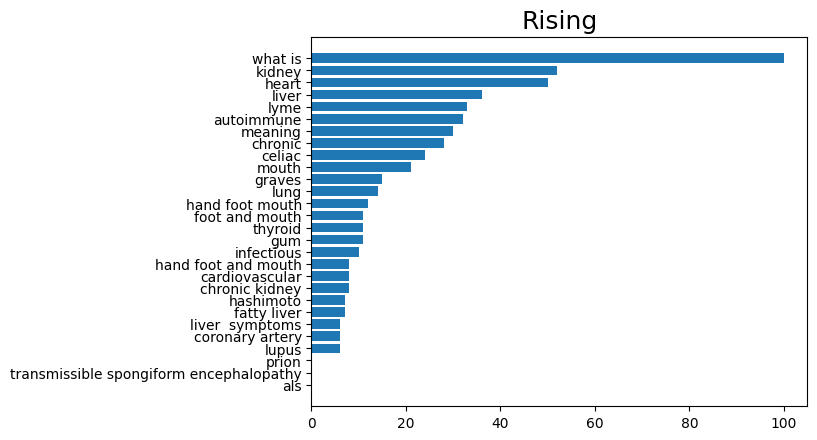 Rising
what is
kidney
heart
liver
lyme
autoimmune
meaning
chronic
celiac
mouth
graves
lung
hand foot mouth
foot and mouth
thyroid
gum
infectious
hand foot and mouth
cardiovascular
chronic kidney
hashimoto
fatty liver
liver  symptoms
coronary artery
lupus
prion
transmissible spongiform encephalopathy
als
0 20 40 60 80 100